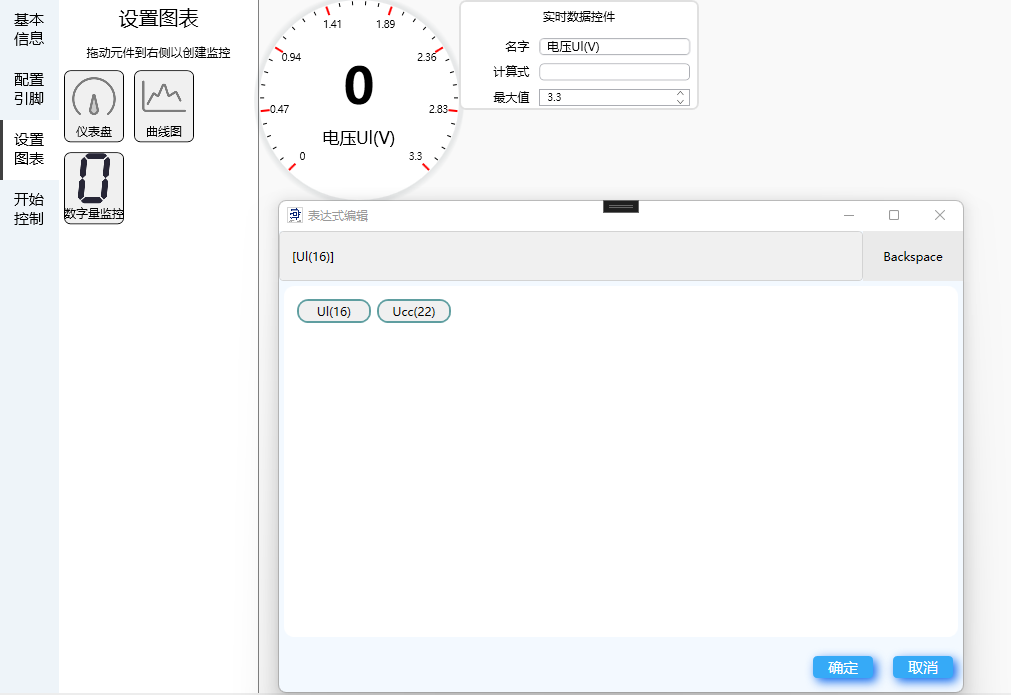 基本
信息
配置
引脚
设置
图表
开始
控制
设置图表
拖动元件到右侧以创建监控
仪表盘
曲线图
0
数字量监控
1.41
1.89
0.94
2.36
0.47
2.83
0
3.3
0
电压Ul(V)
实时数据控件
名字
电压Ul(V)
计算式
最大值
3.3
表达式编辑
[Ul(16)]
Backspace
Ul(16)
Ucc(22)
确定
取消